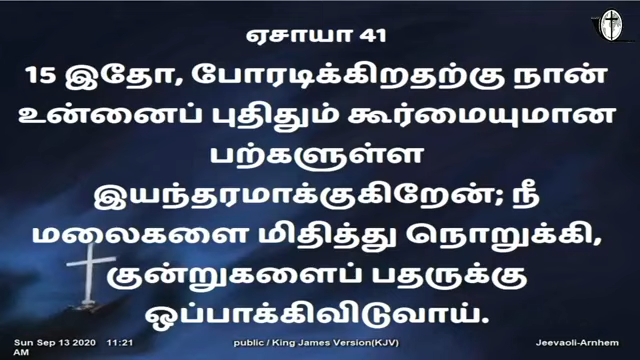 ஏசாயா 41
15 இதோ, போரடிக்கிறதற்கு நான்
உன்னைப் புதிதும் கூர்மையுமான
பற்களுள்ள
இயந்தரமாக்குகிறேன்; நீ
மலைகளை மிதித்து நொறுக்கி,
குன்றுகளைப் பதருக்கு
ஒப்பாக்கிவிடுவாய்.
Sun Sep 13 2020 11:21
AM
public / King James Version(KJV)
Jeevaoli-Arnhem